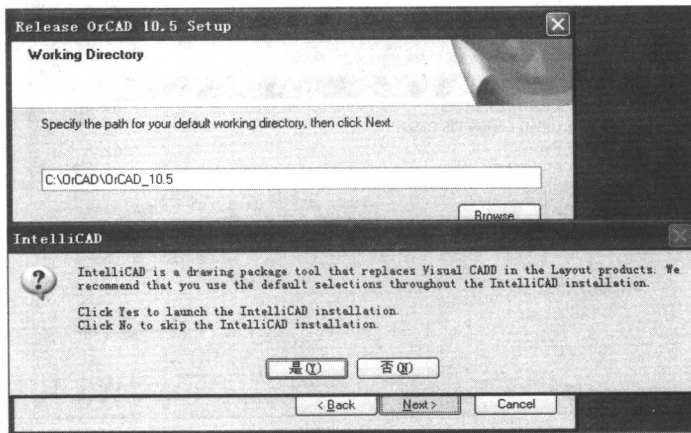 Release OrCAD 10.5 Setup
Working Directory
Specify the path for your default working directory, then click Next.
C:\OrCAD\OrCAD_10.5
Browse...
IntelliCAD
IntelliCAD is a drawing package tool that replaces Visual CADD in the Layout products. We
recommend that you use the default selections throughout the IntelliCAD installation.
Click Yes to launch the IntelliCAD installation.
Click No to skip the IntelliCAD installation.
是(Y) 否(N)
< Back Next > Cancel